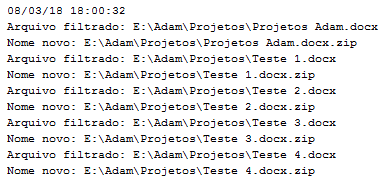 08/03/18 18:00:32
Arquivo filtrado: E:\Adam\Projetos\Projetos Adam.docx
Nome novo: E:\Adam\Projetos\Projetos Adam.docx.zip
Arquivo filtrado: E:\Adam\Projetos\Teste 1.docx
Nome novo: E:\Adam\Projetos\Teste 1.docx.zip
Arquivo filtrado: E:\Adam\Projetos\Teste 2.docx
Nome novo: E:\Adam\Projetos\Teste 2.docx.zip
Arquivo filtrado: E:\Adam\Projetos\Teste 3.docx
Nome novo: E:\Adam\Projetos\Teste 3.docx.zip
Arquivo filtrado: E:\Adam\Projetos\Teste 4.docx
Nome novo: E:\Adam\Projetos\Teste 4.docx.zip